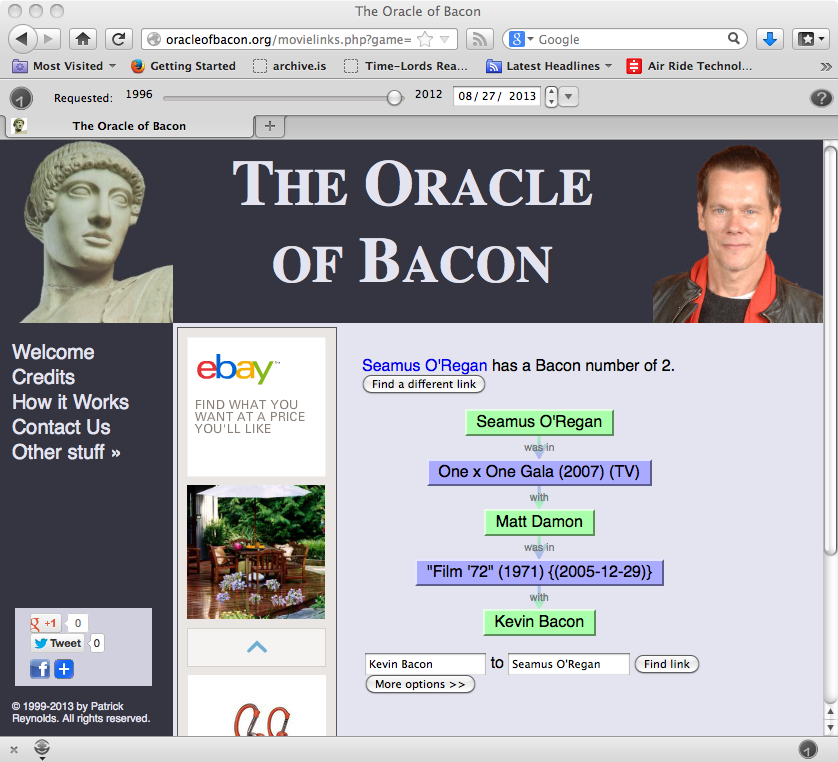 The Oracle of Bacon
oracleofbacon.org/movielinks.php?game=
Google
Most Visited
Getting Started
archive.is
Time-Lords Rea...
Latest Headlines
Air Ride Technol...
»
Requested: 1996
2012
08/27/2013
The Oracle of Bacon
THE ORACLE
OF BACON
Welcome
Credits
How it Works
Contact Us
Other stuff »
ebay™
FIND WHAT YOU
WANT AT A PRICE
YOU'LL LIKE
Seamus O'Regan has a Bacon number of 2.
Find a different link
Seamus O'Regan
was in
One x One Gala (2007) (TV)
with
Matt Damon
was in
"Film '72" (1971) {(2005-12-29)}
with
Kevin Bacon
Kevin Bacon to Seamus O'Regan Find link
More options >>
g +1 0
Tweet 0
© 1999-2013 by Patrick
Reynolds. All rights reserved.